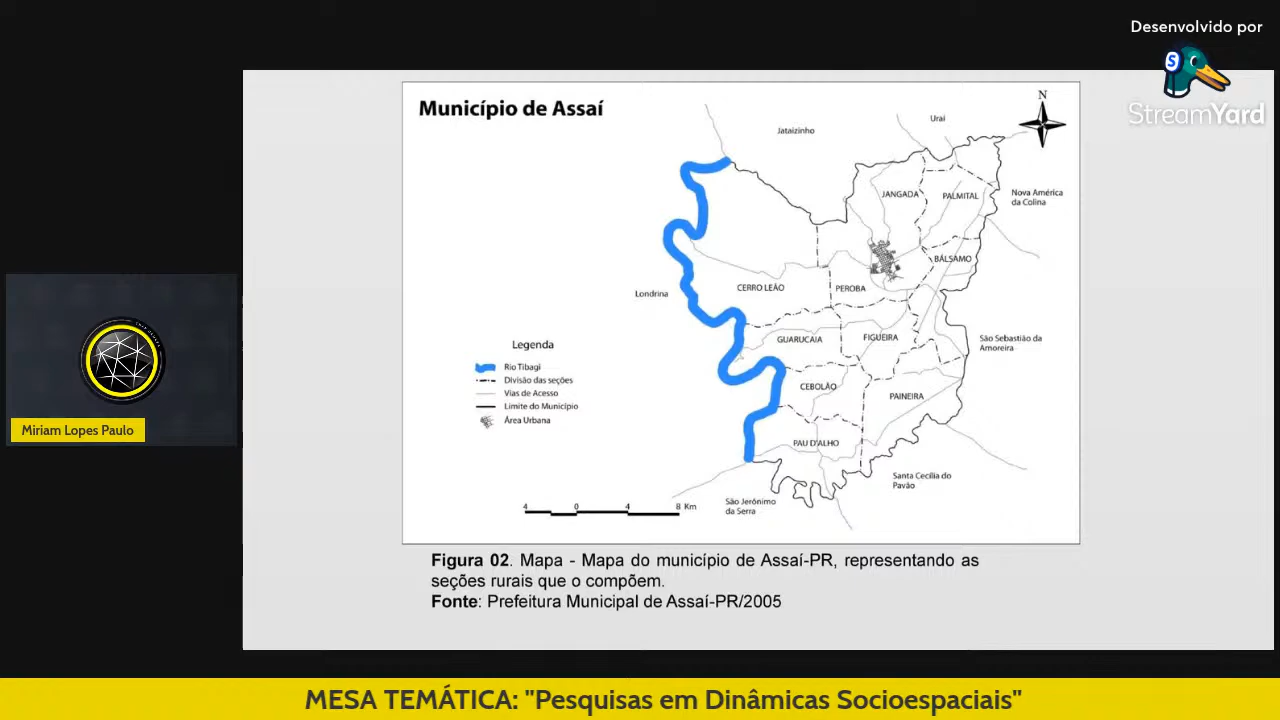 Desenvolvido por
StreamYard
Município de Assaí
N
Jataizinho
Urai
JANGADA
PALMITAL
Nova América
da Colina
BÁLSAMO
Londrina
CERRO LEÃO
PEROBA
GUARUCAIA
FIGUEIRA
São Sebastião da
Amoreira
Legenda
Rio Tibagi
Divisão das seções
Vias de Acesso
Limite do Município
Área Urbana
CEBOLÃO
PAINEIRA
PAU D'ALHO
Santa Cecília do
Pavão
São Jerônimo
da Serra
4 0 4 8 Km
Figura 02. Mapa - Mapa do município de Assaí-PR, representando as
seções rurais que o compõem.
Fonte: Prefeitura Municipal de Assaí-PR/2005
Miriam Lopes Paulo
MESA TEMÁTICA: "Pesquisas em Dinâmicas Socioespaciais"